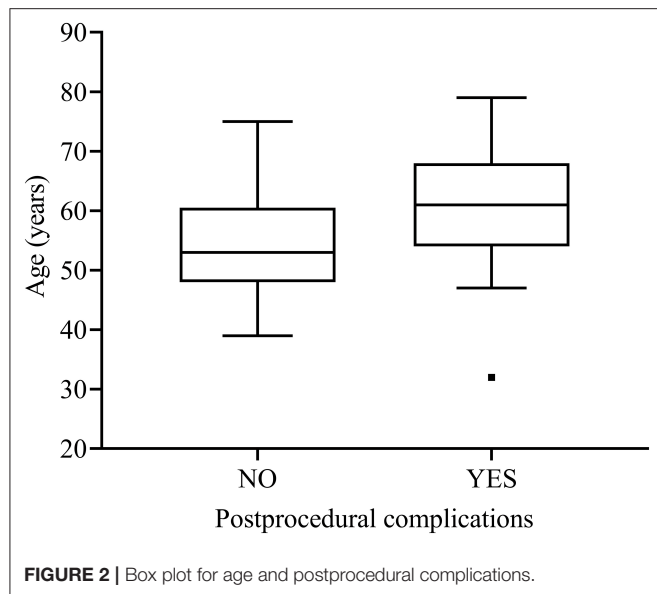 90
80
70
60
50
40
30
20
Age (years)
NO YES
Postprocedural complications
FIGURE 2 | Box plot for age and postprocedural complications.